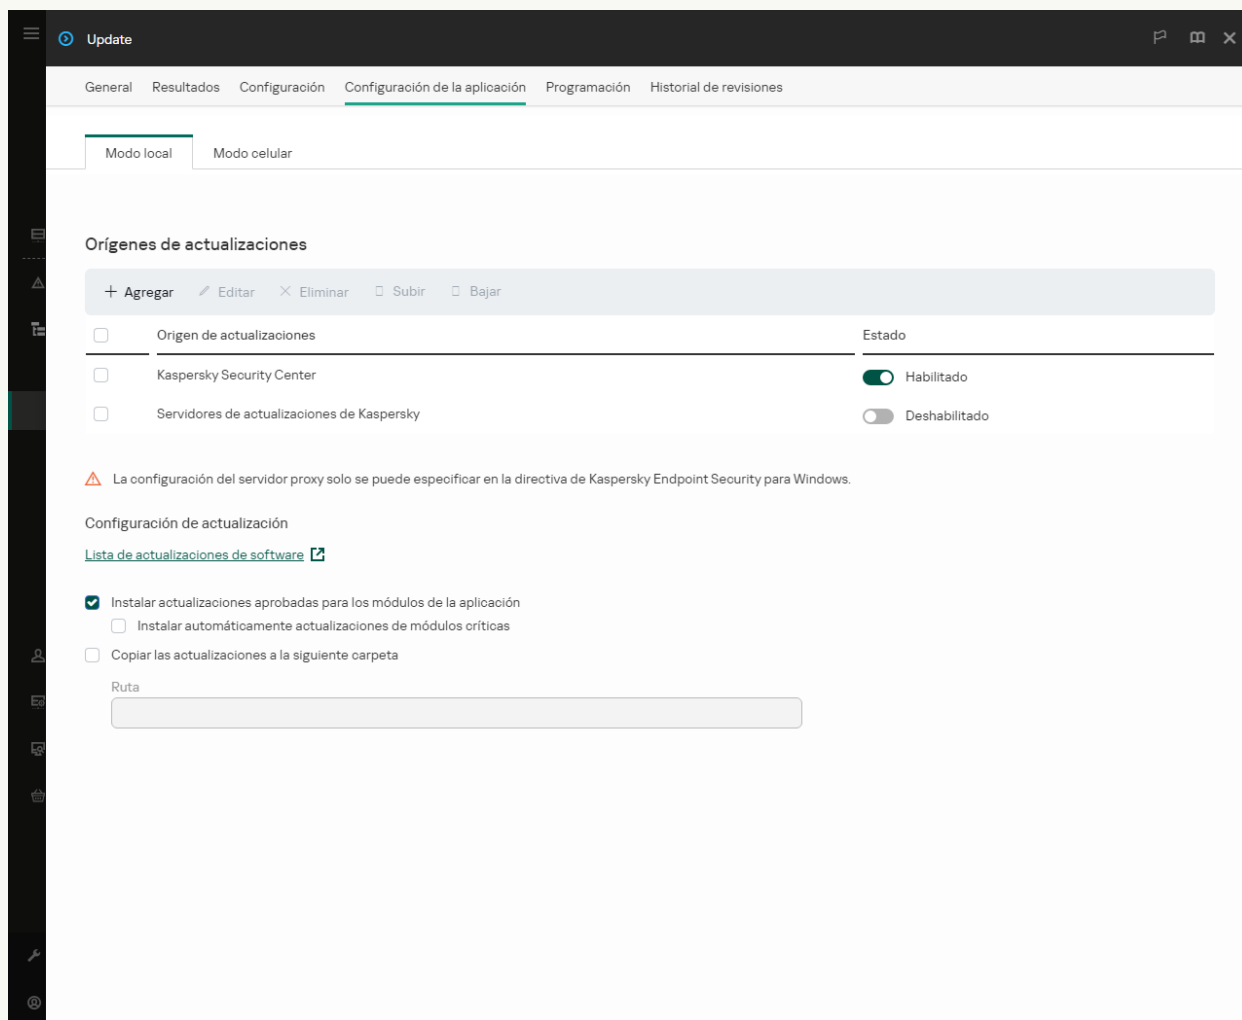 Update
General Resultados Configuración Configuración de la aplicación Programación Historial de revisiones
Modo local Modo celular
Orígenes de actualizaciones
Agregar Editar Eliminar Subir Bajar
Origen de actualizaciones Estado
Kaspersky Security Center Habilitado
Servidores de actualizaciones de Kaspersky Deshabilitado
La configuración del servidor proxy solo se puede especificar en la directiva de Kaspersky Endpoint Security para Windows.
Configuración de actualización
Lista de actualizaciones de software
Instalar actualizaciones aprobadas para los módulos de la aplicación
Instalar automáticamente actualizaciones de módulos críticas
Copiar las actualizaciones a la siguiente carpeta
Ruta